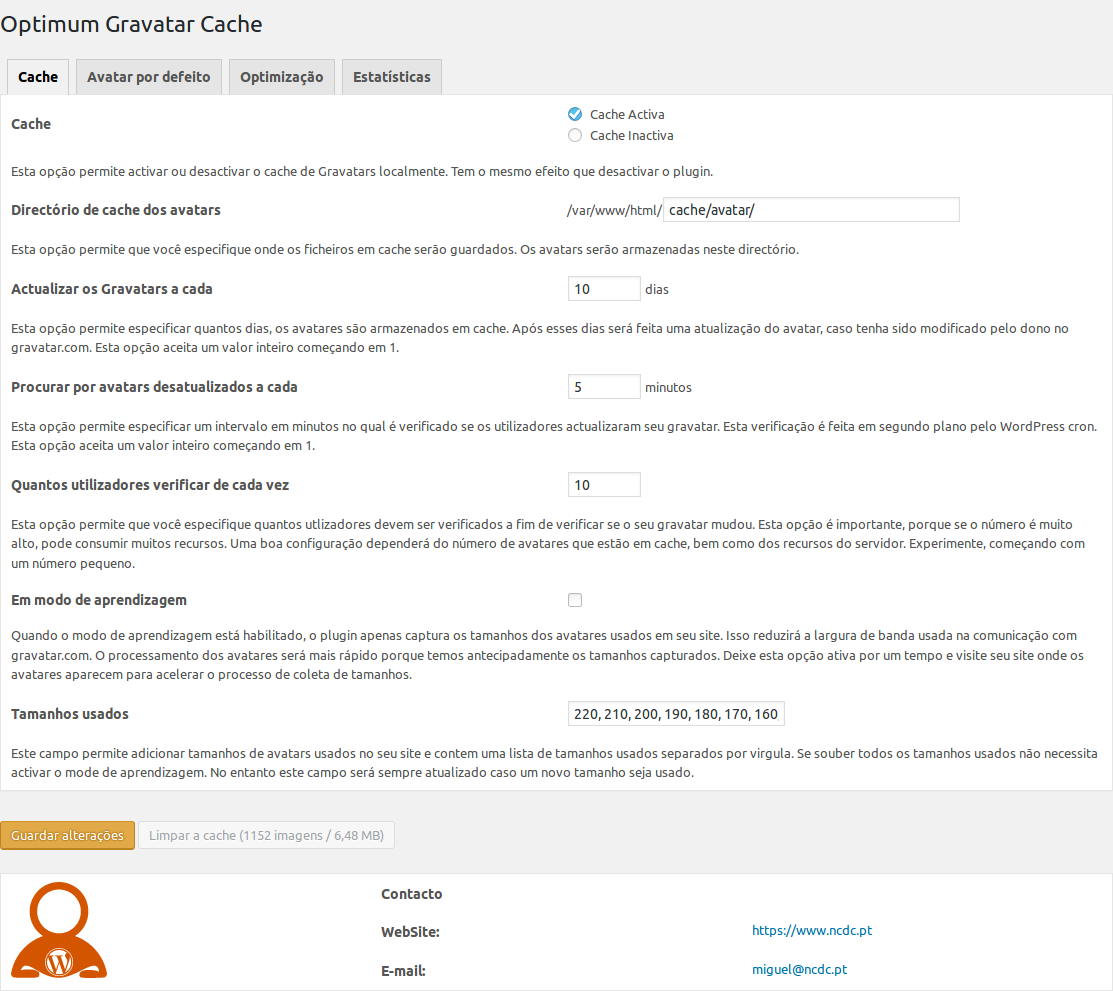 Optimum Gravatar Cache
Cache Avatar por defeito Optimização Estatísticas
Cache
Cache Activa
Cache Inactiva
Esta opção permite activar ou desactivar o cache de Gravatars localmente. Tem o mesmo efeito que desactivar o plugin.
Directório de cache dos avatars /var/www/html/ cache/avatar/
Esta opção permite que você especifique onde os ficheiros em cache serão guardados. Os avatars serão armazenadas neste directório.
Actualizar os Gravatars a cada 10 dias
Esta opção permite especificar quantos dias, os avatares são armazenados em cache. Após esses dias será feita uma atualização do avatar, caso tenha sido modificado pelo dono no
gravatar.com. Esta opção aceita um valor inteiro começando em 1.
Procurar por avatars desatualizados a cada 5 minutos
Esta opção permite especificar um intervalo em minutos no qual é verificado se os utilizadores actualizaram seu gravatar. Esta verificação é feita em segundo plano pelo WordPress cron.
Esta opção aceita um valor inteiro começando em 1.
Quantos utilizadores verificar de cada vez 10
Esta opção permite que você especifique quantos utlizadores devem ser verificados a fim de verificar se o seu gravatar mudou. Esta opção é importante, porque se o número é muito
alto, pode consumir muitos recursos. Uma boa configuração dependerá do número de avatares que estão em cache, bem como dos recursos do servidor. Experimente, começando com
um número pequeno.
Em modo de aprendizagem
Quando o modo de aprendizagem está habilitado, o plugin apenas captura os tamanhos dos avatares usados em seu site. Isso reduzirá a largura de banda usada na comunicação com
gravatar.com. O processamento dos avatares será mais rápido porque temos antecipadamente os tamanhos capturados. Deixe esta opção ativa por um tempo e visite seu site onde os
avatares aparecem para acelerar o processo de coleta de tamanhos.
Tamanhos usados 220, 210, 200, 190, 180, 170, 160
Este campo permite adicionar tamanhos de avatars usados no seu site e contem uma lista de tamanhos usados separados por virgula. Se souber todos os tamanhos usados não necessita
activar o mode de aprendizagem. No entanto este campo será sempre atualizado caso um novo tamanho seja usado.
Guardar alterações Limpar a cache (1152 imagens / 6,48 MB)
Contacto
WebSite: https://www.ncdc.pt
E-mail: miguel@ncdc.pt